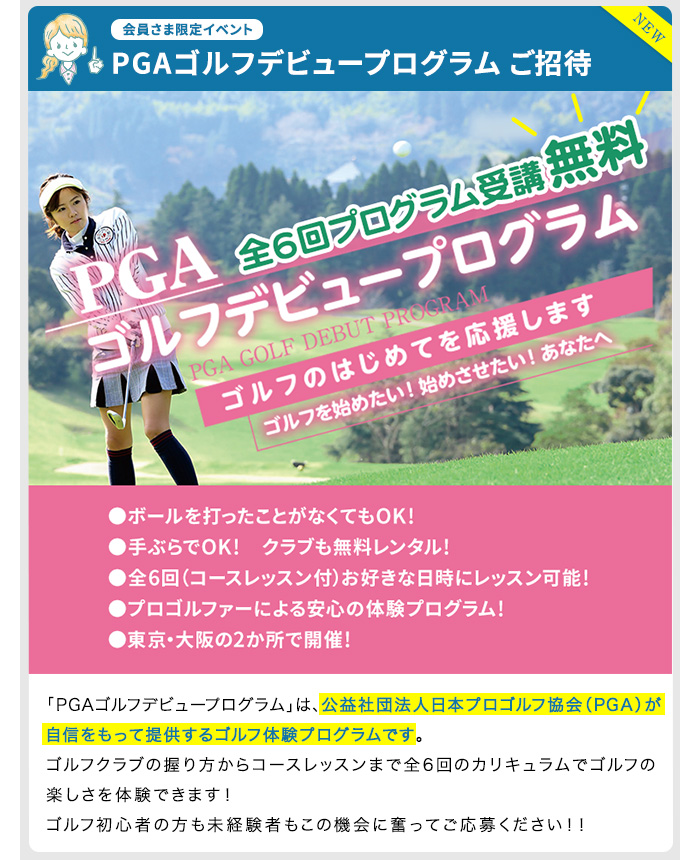 会員さま限定イベント
PGAゴルフデビュープログラム ご招待
NEW
全6回プログラム受講無料
PGA
ゴルフデビュープログラム
PGA GOLF DEBUT PROGRAM
ゴルフのはじめてを応援します
ゴルフを始めたい!始めさせたい!あなたへ
●ボールを打ったことがなくてもOK!
●手ぶらでOK! クラブも無料レンタル!
●全6回(コースレッスン付)お好きな日時にレッスン可能!
●プロゴルファーによる安心の体験プログラム!
●東京・大阪の2か所で開催!
「PGAゴルフデビュープログラム」は、公益社団法人日本プロゴルフ協会(PGA)が
自信をもって提供するゴルフ体験プログラムです。
ゴルフクラブの握り方からコースレッスンまで全6回のカリキュラムでゴルフの
楽しさを体験できます!
ゴルフ初心者の方も未経験者もこの機会に奮ってご応募ください!!